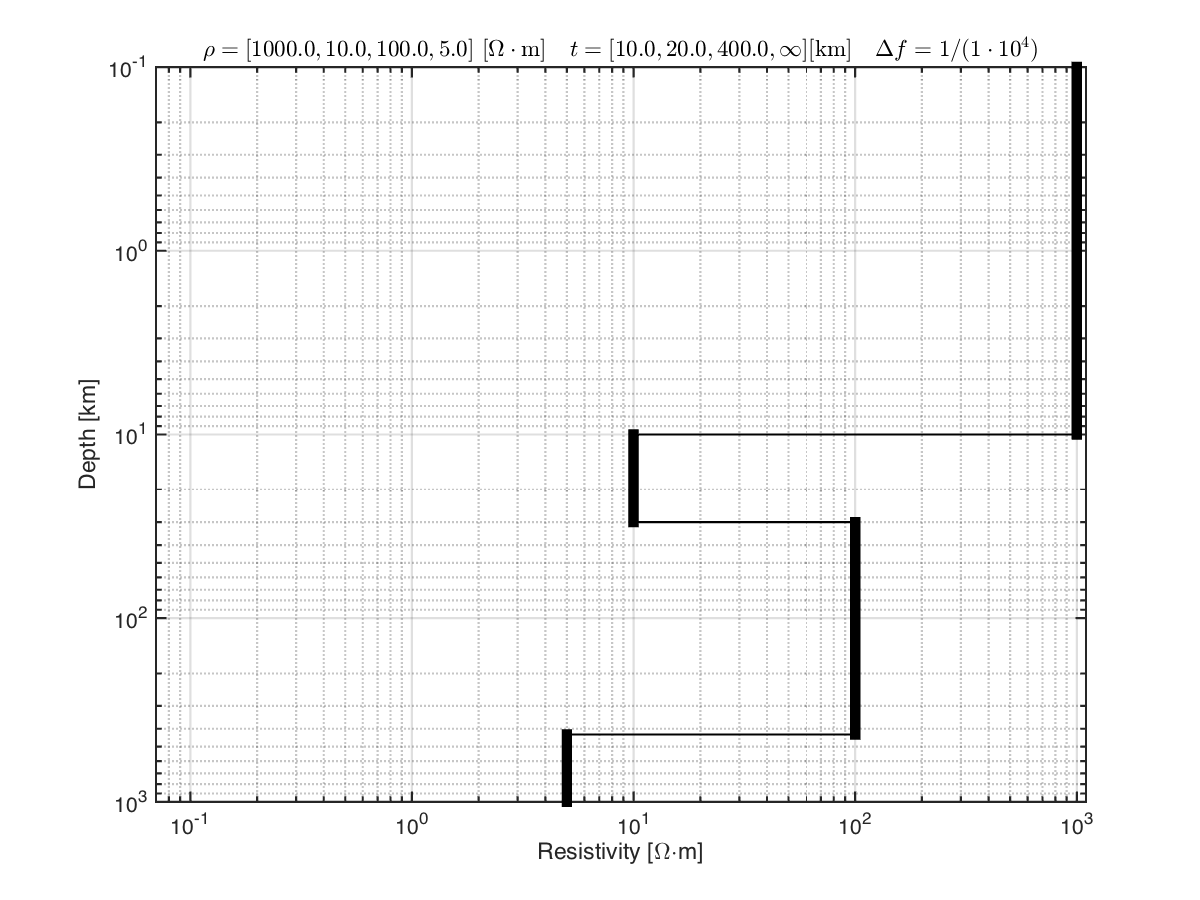 ρ = [1000.0, 10.0, 100.0, 5.0] [Ω · m] t = [10.0, 20.0, 400.0, ∞][km] Δf = 1/(1 · 10⁴)
10⁻¹
10⁰
10¹
10²
10³
Depth [km]
10⁻¹ 10⁰ 10¹ 10² 10³
Resistivity [Ω·m]